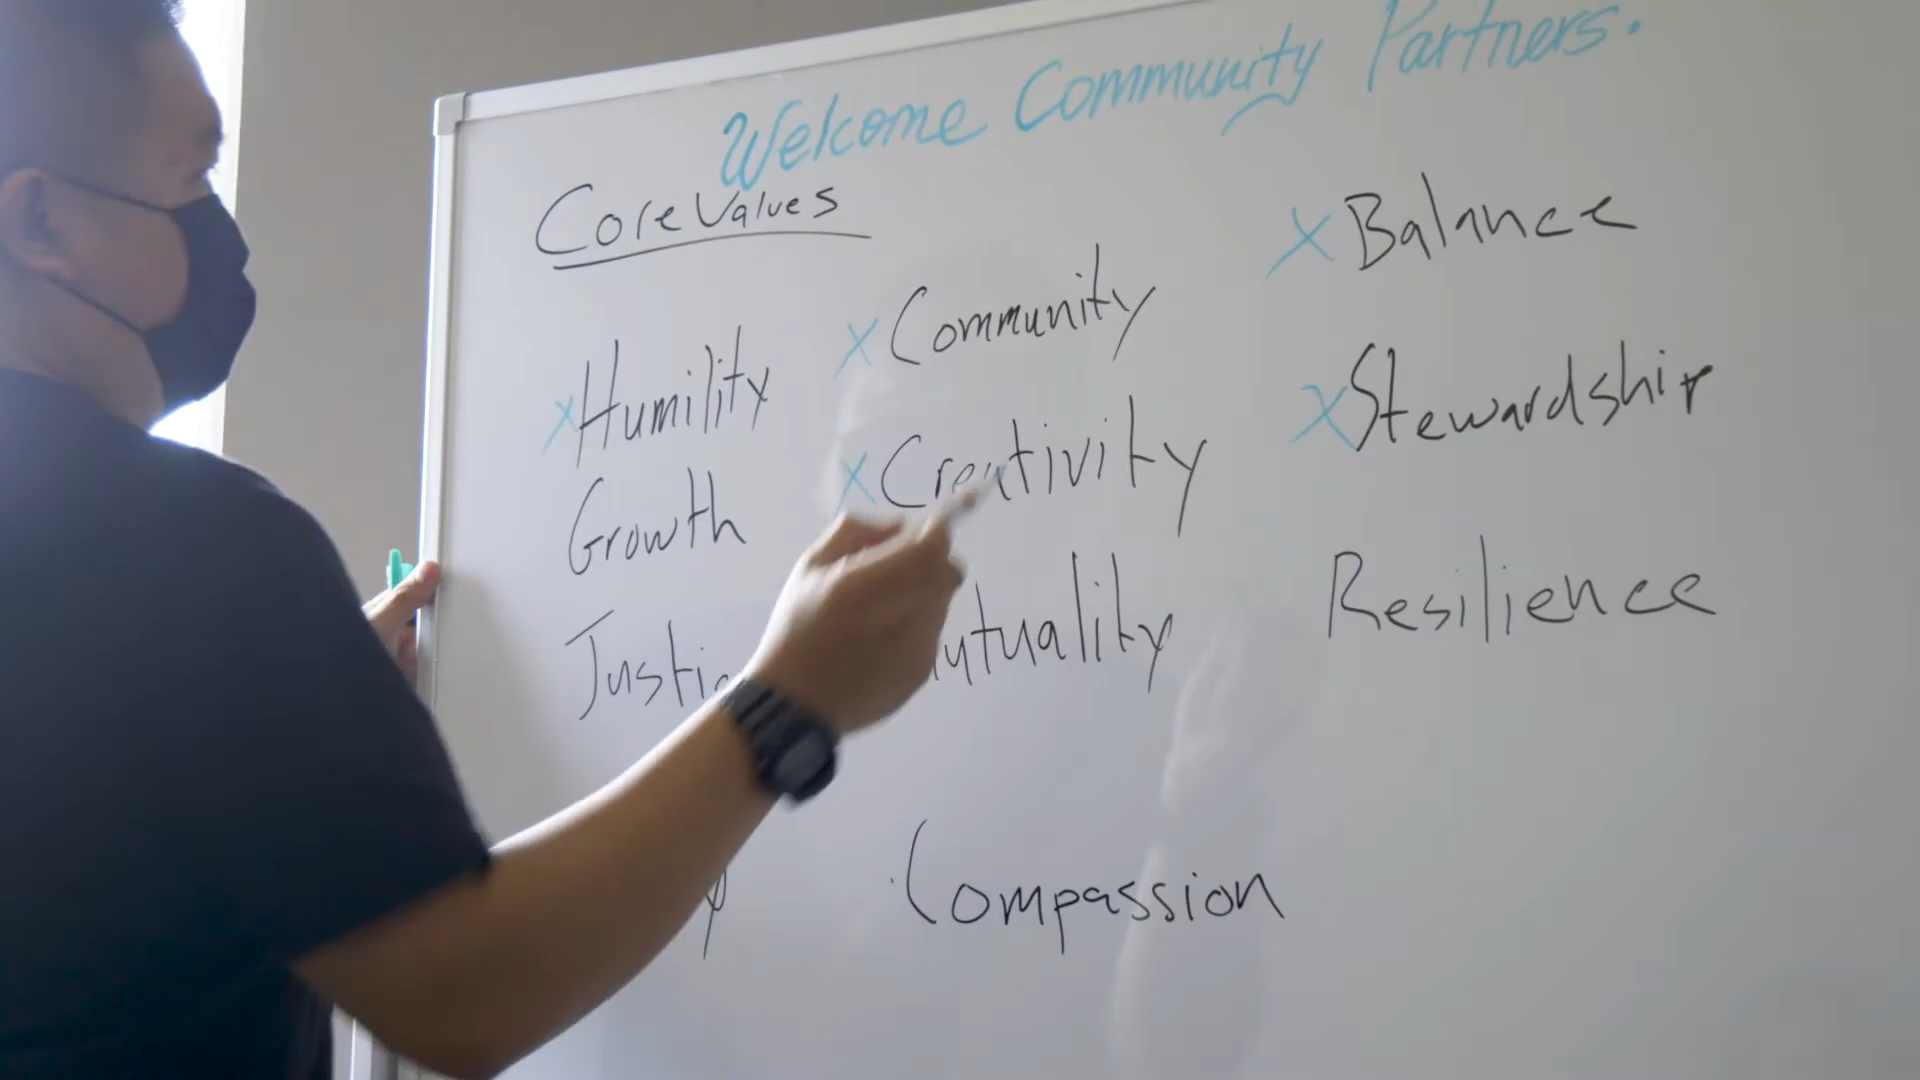 Welcome Community Partners.
Core Values
x Humility
Growth
x Community
x Creativity
Compassion
x Balance
x Stewardship
Resilience